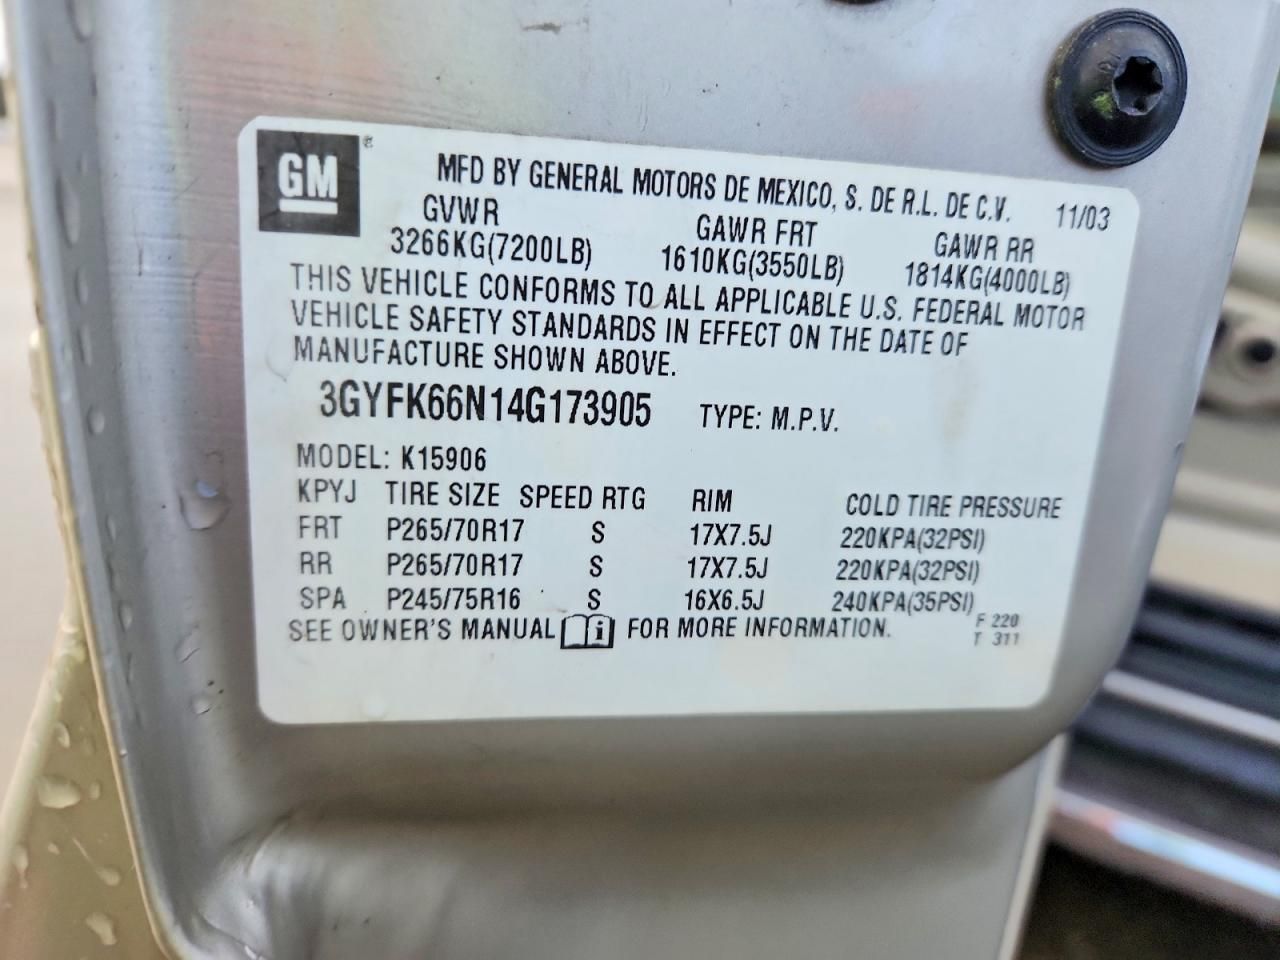 GM® MFD BY GENERAL MOTORS DE MEXICO, S. DE R.L. DE C.V. 11/03
GVWR GAWR FRT GAWR RR
3266KG(7200LB) 1610KG(3550LB) 1814KG(4000LB)
THIS VEHICLE CONFORMS TO ALL APPLICABLE U.S. FEDERAL MOTOR
VEHICLE SAFETY STANDARDS IN EFFECT ON THE DATE OF
MANUFACTURE SHOWN ABOVE.
3GYFK66N14G173905 TYPE: M.P.V.
MODEL: K15906
KPYJ TIRE SIZE SPEED RTG RIM COLD TIRE PRESSURE
FRT P265/70R17 S 17X7.5J 220KPA(32PSI)
RR P265/70R17 S 17X7.5J 220KPA(32PSI)
SPA P245/75R16 S 16X6.5J 240KPA(35PSI)
SEE OWNER'S MANUAL i FOR MORE INFORMATION. F 220
T 311